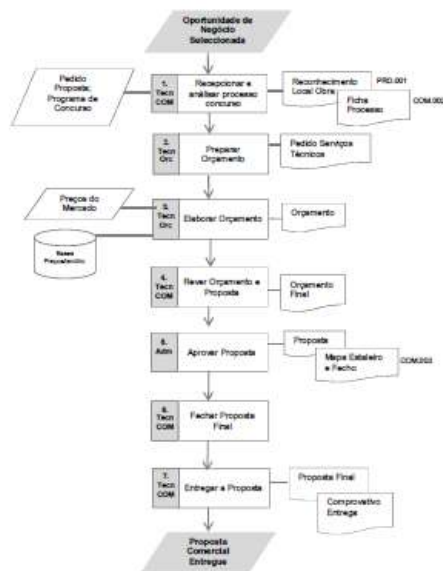 Oportunidade de
Negócio
Seleccionada
Pedido
Proposta;
Programa de
Concurso
1.
Tecn
COM
Recepcionar e
análisar processo
concurso
Reconhecimento
Local Obra
PRD.001
Ficha
Processo
COM.002
2.
Tecn
Orc
Preparar
Orçamento
Pedido Serviços
Técnicos
Preços do
Mercado
3.
Tecn
Orc
Elaborar Orçamento
Orçamento
Bases
4.
Tecn
COM
Rever Orçamento e
Proposta
Orçamento
Final
5.
Adm
Aprovar Proposta
Proposta
Mapa Estaleiro
e Fecho
COM.003
6.
Tecn
COM
Fechar Proposta
Final
7.
Tecn
COM
Entregar a Proposta
Proposta Final
Comprovativo
Entrega
Proposta
Comercial
Entregue